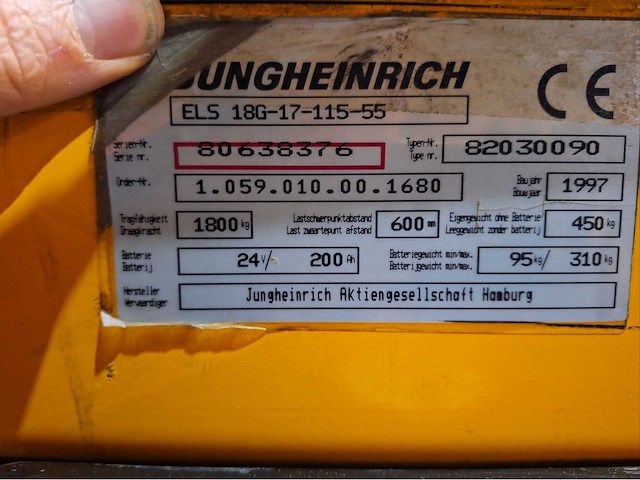 JUNGHEINRICH CE
ELS 18G-17-115-55
Serien-Nr. Serie nr. 80638376 Typen-Nr. Type nr. 82030090
Order-Nr. 1.059.010.00.1680 Baujahr Bouwjaar 1997
Tragfähigkeit Draagkracht 1800 kg Lastschwerpunktabstand Last zwaartepunt afstand 600 mm Eigengewicht ohne Batterie Leeggewicht zonder batterij 450 kg
Batterie Batterij 24 V/ 200 Ah Batteriegewicht min/max. Batterijgewicht min/max. 95 kg/ 310 kg
Hersteller Vervaardiger Jungheinrich Aktiengesellschaft Hamburg